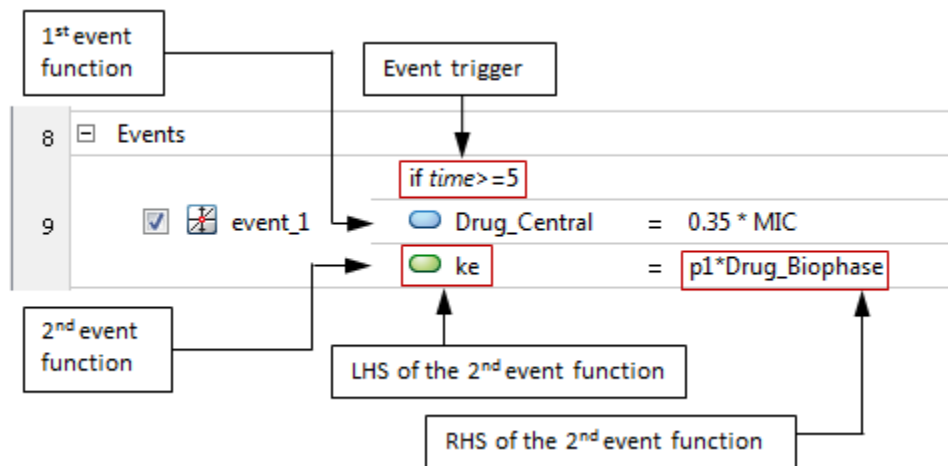 1st event
function
Event trigger
8 Events
if time>=5
9 event_1 Drug_Central = 0.35 * MIC
ke = p1*Drug_Biophase
2nd event
function
LHS of the 2nd event function
RHS of the 2nd event function